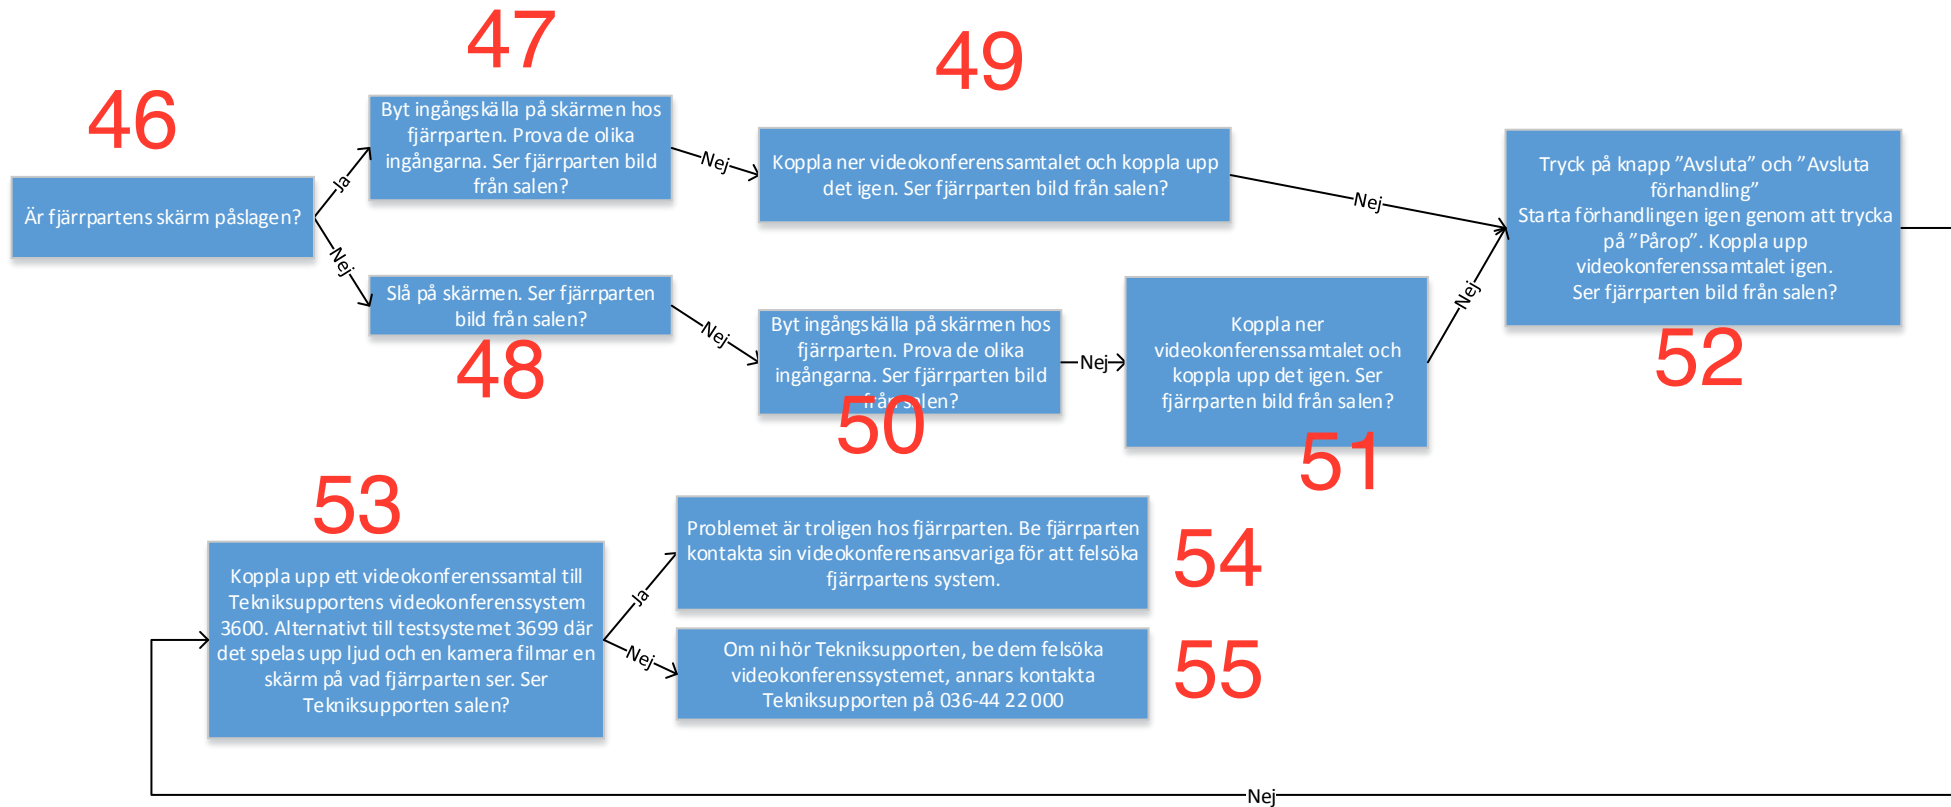 47
49
46
Byt ingångskälla på skärmen hos
fjärrparten. Prova de olika
ingångarna. Ser fjärrparten bild
från salen?
Ja
Nej
Koppla ner videokonferenssamtalet och koppla upp
det igen. Ser fjärrparten bild från salen?
Nej
Tryck på knapp ”Avsluta” och ”Avsluta
förhandling”
Starta förhandlingen igen genom att trycka
på ”Pårop”. Koppla upp
videokonferenssamtalet igen.
Ser fjärrparten bild från salen?
52
Är fjärrpartens skärm påslagen?
Nej
Slå på skärmen. Ser fjärrparten
bild från salen?
48
Nej
Byt ingångskälla på skärmen hos
fjärrparten. Prova de olika
ingångarna. Ser fjärrparten bild
från salen?
50
Nej
Koppla ner
videokonferenssamtalet och
koppla upp det igen. Ser
fjärrparten bild från salen?
51
Nej
53
Koppla upp ett videokonferenssamtal till
Tekniksupportens videokonferenssystem
3600. Alternativt till testsystemet 3699 där
det spelas upp ljud och en kamera filmar en
skärm på vad fjärrparten ser. Ser
Tekniksupporten salen?
Ja
Problemet är troligen hos fjärrparten. Be fjärrparten
kontakta sin videokonferensansvariga för att felsöka
fjärrpartens system.
54
Nej
Om ni hör Tekniksupporten, be dem felsöka
videokonferenssystemet, annars kontakta
Tekniksupporten på 036-44 22 000
55
Nej